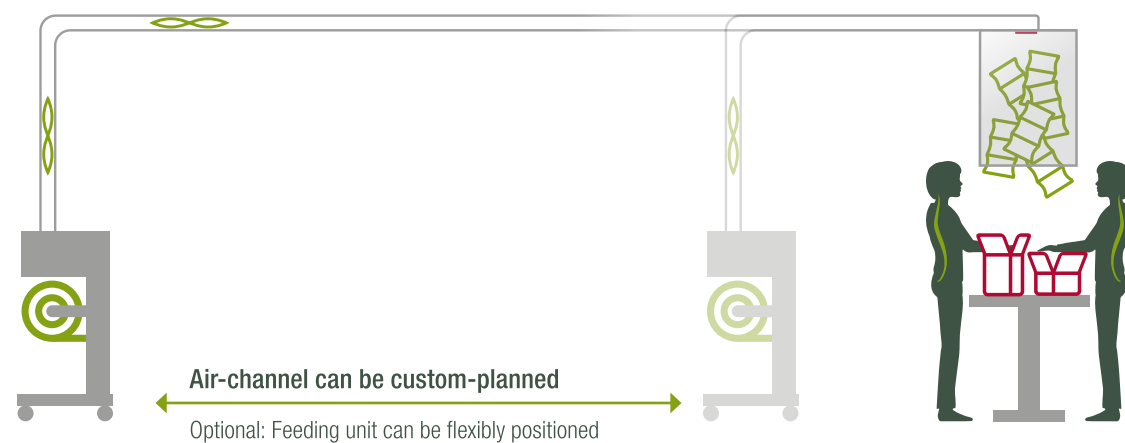 Air-channel can be custom-planned
Optional: Feeding unit can be flexibly positioned